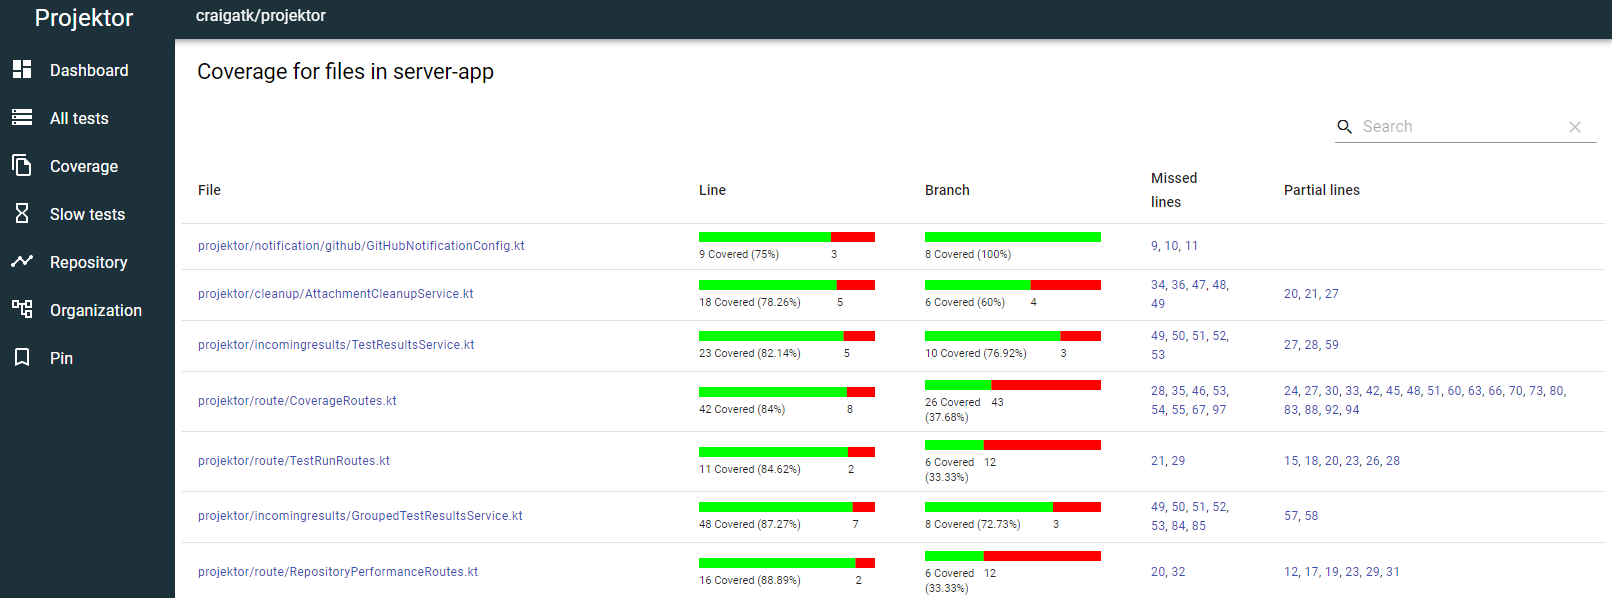 Projektor
craigatk/projektor
Dashboard
All tests
Coverage
Slow tests
Repository
Organization
Pin
Coverage for files in server-app
Search
File Line Branch Missed lines Partial lines
projektor/notification/github/GitHubNotificationConfig.kt 9 Covered (75%) 3 8 Covered (100%) 9, 10, 11
projektor/cleanup/AttachmentCleanupService.kt 18 Covered (78.26%) 5 6 Covered (60%) 4 34, 36, 47, 48, 49 20, 21, 27
projektor/incomingresults/TestResultsService.kt 23 Covered (82.14%) 5 10 Covered (76.92%) 3 49, 50, 51, 52, 53 27, 28, 59
projektor/route/CoverageRoutes.kt 42 Covered (84%) 8 26 Covered (37.68%) 43 28, 35, 46, 53, 54, 55, 67, 97 24, 27, 30, 33, 42, 45, 48, 51, 60, 63, 66, 70, 73, 80, 83, 88, 92, 94
projektor/route/TestRunRoutes.kt 11 Covered (84.62%) 2 6 Covered (33.33%) 12 21, 29 15, 18, 20, 23, 26, 28
projektor/incomingresults/GroupedTestResultsService.kt 48 Covered (87.27%) 7 8 Covered (72.73%) 3 49, 50, 51, 52, 53, 84, 85 57, 58
projektor/route/RepositoryPerformanceRoutes.kt 16 Covered (88.89%) 2 6 Covered (33.33%) 12 20, 32 12, 17, 19, 23, 29, 31